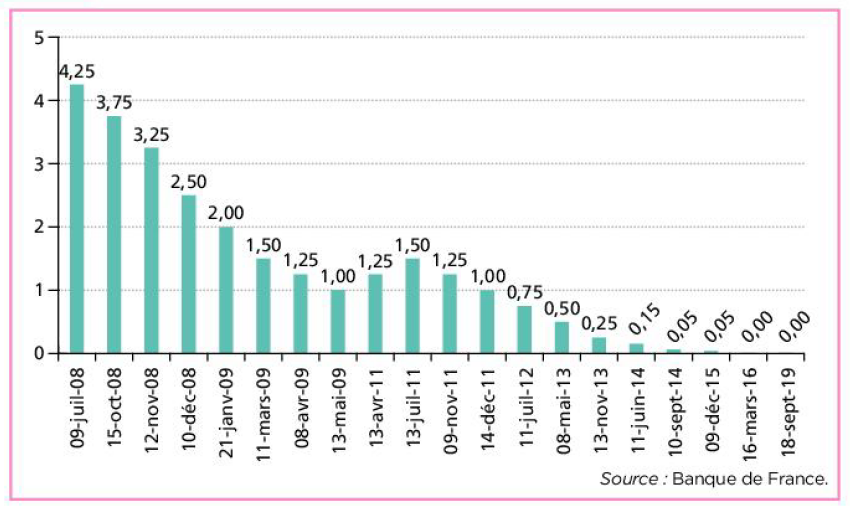 5
4
3
2
1
0
4,25
3,75
3,25
2,50
2,00
1,50
1,25
1,00
1,25
1,50
1,25
1,00
0,75
0,50
0,25
0,15
0,05
0,05
0,00
0,00
09-juil-08
15-oct-08
12-nov-08
10-déc-08
21-janv-09
11-mars-09
08-avr-09
13-mai-09
13-avr-11
13-juil-11
09-nov-11
14-déc-11
11-juil-12
08-mai-13
13-nov-13
11-juin-14
10-sept-14
09-déc-15
16-mars-16
18-sept-19
Source : Banque de France.